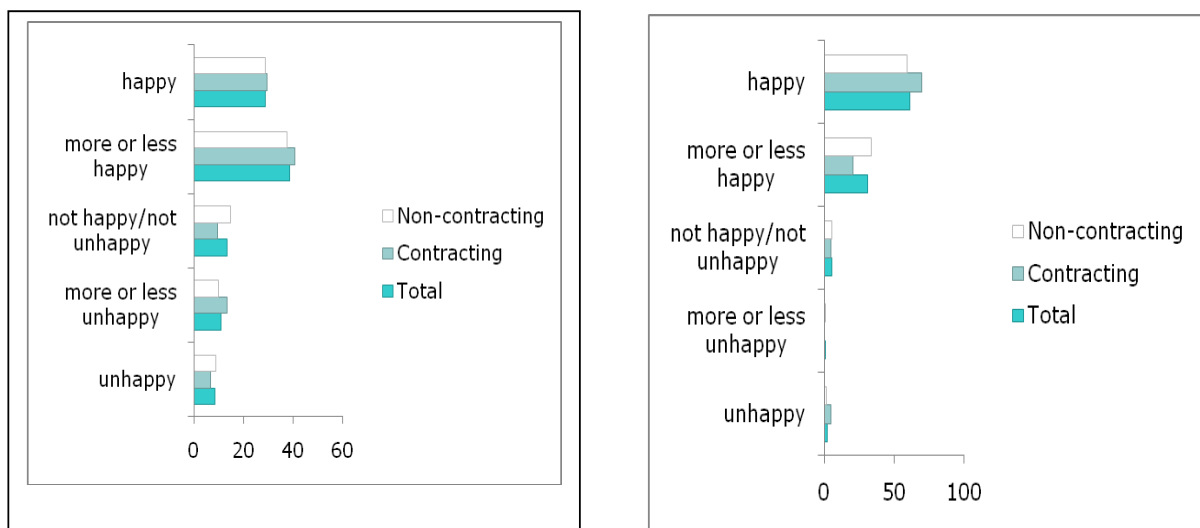 happy
more or less
happy
not happy/not
unhappy
more or less
unhappy
unhappy
Non-contracting
Contracting
Total
0 20 40 60
happy
more or less
happy
not happy/not
unhappy
more or less
unhappy
unhappy
Non-contracting
Contracting
Total
0 50 100